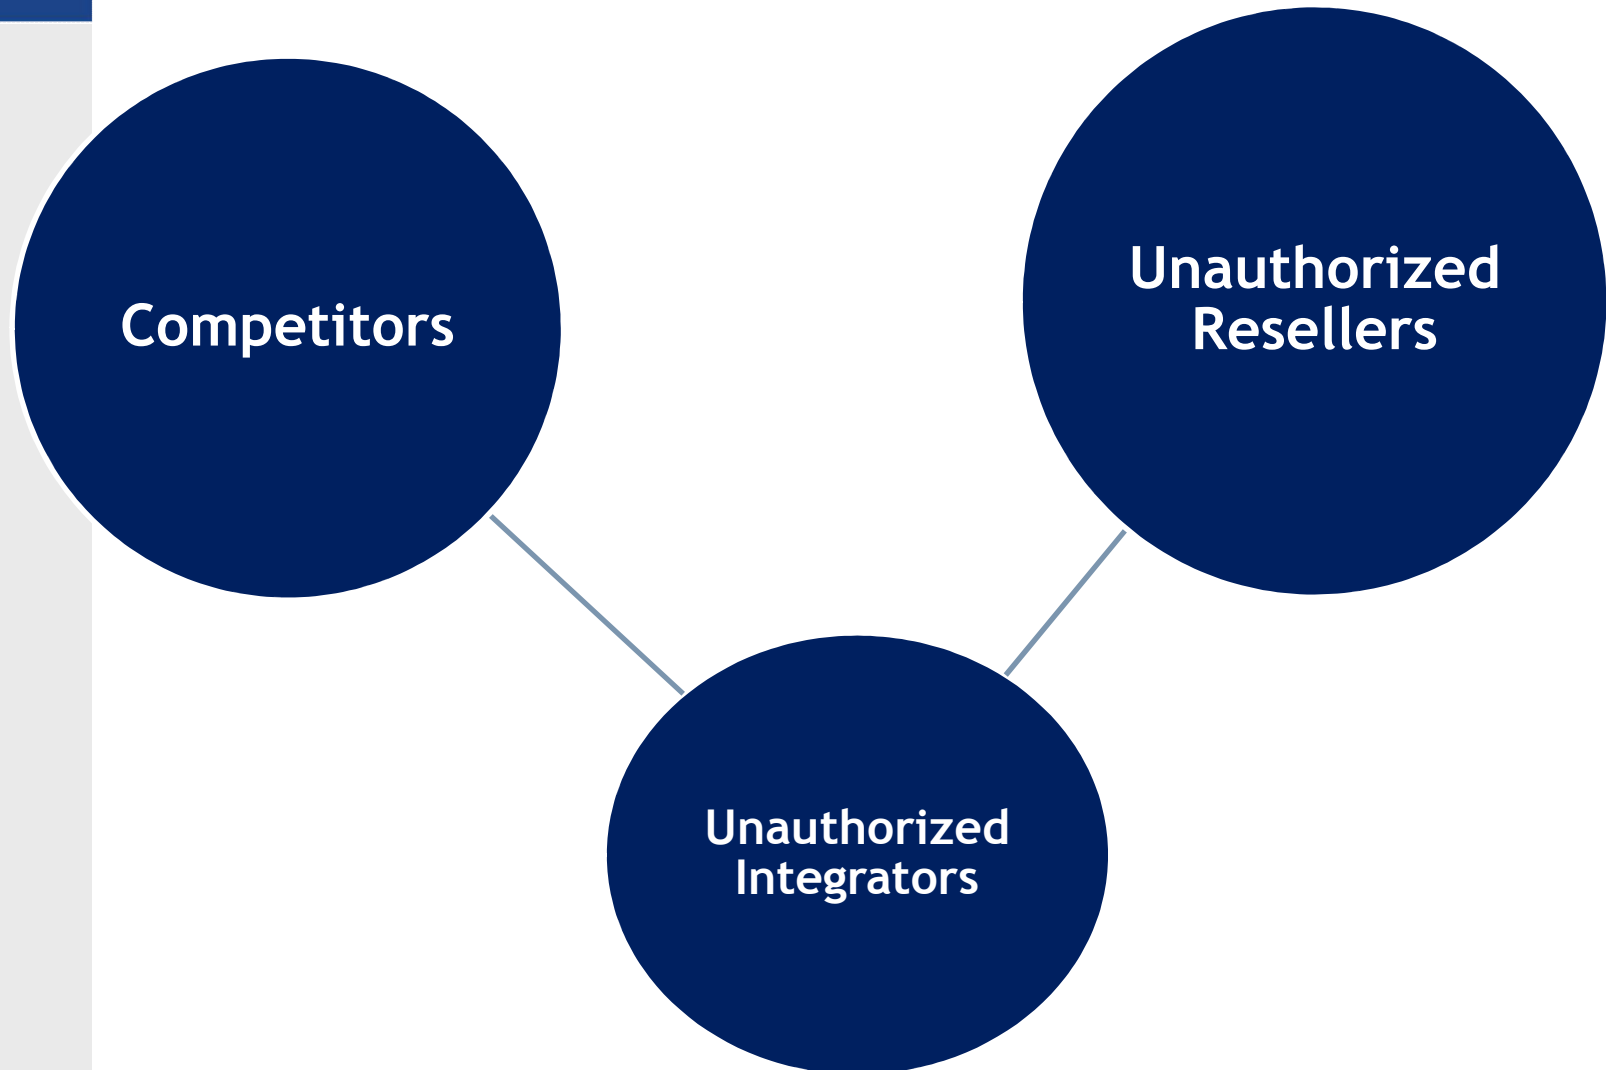 Competitors
Unauthorized
Resellers
Unauthorized
Integrators